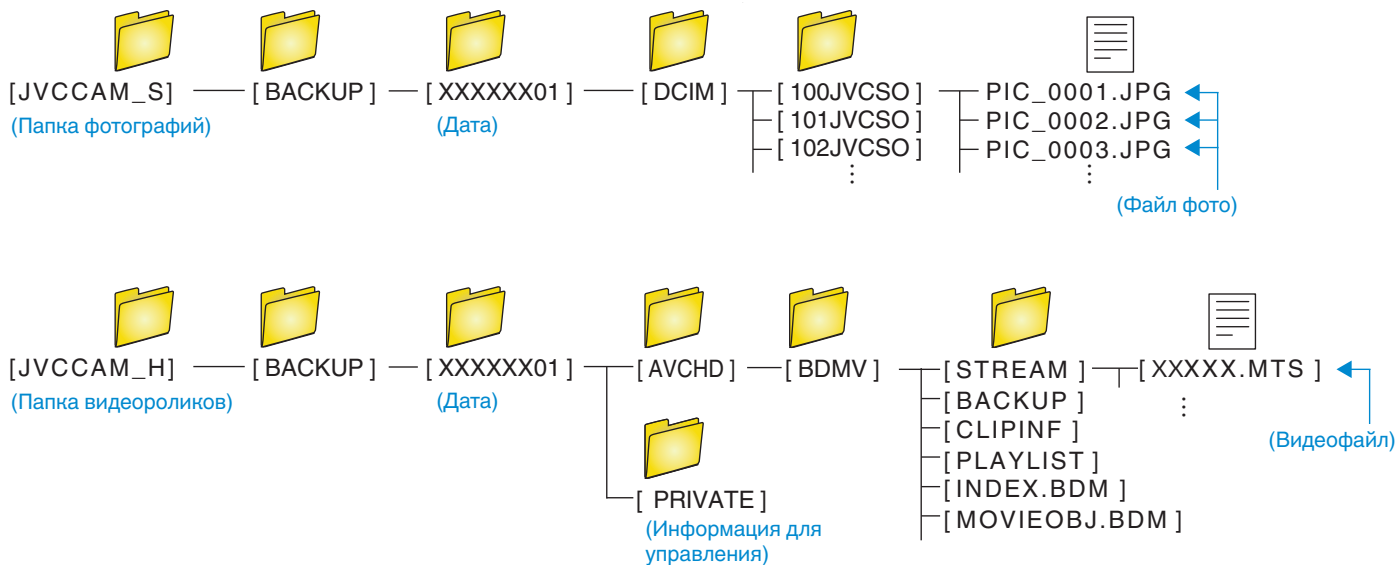 [JVCCAM_S] [BACKUP] [XXXXXX01] [DCIM] [100JVCSO] PIC_0001.JPG
(Папка фотографий) (Дата) [101JVCSO] PIC_0002.JPG
[102JVCSO] PIC_0003.JPG
(Файл фото)
[JVCCAM_H] [BACKUP] [XXXXXX01] [AVCHD] [BDMV] [STREAM] [XXXXX.MTS]
(Папка видеороликов) (Дата) [BACKUP]
[CLIPINF] (Видеофайл)
[PLAYLIST]
[INDEX.BDM]
[PRIVATE] [MOVIEOBJ.BDM]
(Информация для
управления)